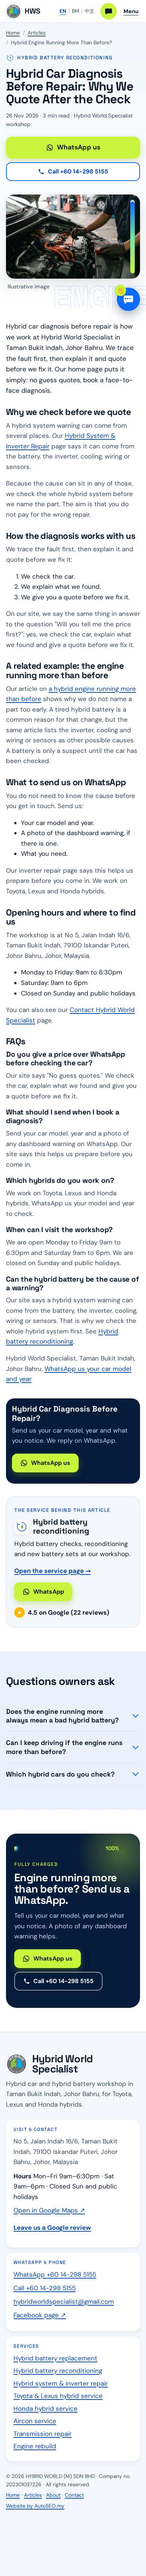 HWS
EN | BM | 中文
Menu
Home / Articles
/ Hybrid Engine Running More Than Before?
HYBRID BATTERY RECONDITIONING
Hybrid Car Diagnosis
Before Repair: Why We
Quote After the Check
26 Nov 2026 · 3 min read · Hybrid World Specialist
workshop
WhatsApp us
Call +60 14-298 5155
Illustrative image
Hybrid car diagnosis before repair is how
we work at Hybrid World Specialist in
Taman Bukit Indah, Johor Bahru. We trace
the fault first, then explain it and quote
before we fix it. Our home page puts it
simply: no guess quotes, book a face-to-
face diagnosis.
Why we check before we quote
A hybrid system warning can start in
several places. Our Hybrid System &
Inverter Repair page says it can come from
the battery, the inverter, cooling, wiring or
sensors.
Because the cause can sit in any of those,
we check the whole hybrid system before
we name the part. The aim is that you do
not pay for the wrong repair.
How the diagnosis works with us
We trace the fault first, then explain it and
quote before we fix it:
1. We check the car.
2. We explain what we found.
3. We give you a quote before we fix it.
On our site, we say the same thing in answer
to the question "Will you tell me the price
first?": yes, we check the car, explain what
we found and give a quote before we fix it.
A related example: the engine
running more than before
Our article on a hybrid engine running more
than before shows why we do not name a
part too early. A tired hybrid battery is a
common reason for that change, but the
same article lists the inverter, cooling, wiring
or sensors as other possible causes. A
reason is only a suspect until the car has
been checked.
What to send us on WhatsApp
You do not need to know the cause before
you get in touch. Send us:
• Your car model and year.
• A photo of the dashboard warning, if
there is one.
• What you need.
Our inverter repair page says this helps us
prepare before you come in. We work on
Toyota, Lexus and Honda hybrids.
Opening hours and where to find
us
The workshop is at No 5, Jalan Indah 16/6,
Taman Bukit Indah, 79100 Iskandar Puteri,
Johor Bahru, Johor, Malaysia.
• Monday to Friday: 9am to 6:30pm
• Saturday: 9am to 6pm
• Closed on Sunday and public holidays
You can also see our Contact Hybrid World
Specialist page.
FAQs
Do you give a price over WhatsApp
before checking the car?
Our site says "No guess quotes." We check
the car, explain what we found and give you
a quote before we fix it.
What should I send when I book a
diagnosis?
Send your car model, year and a photo of
any dashboard warning on WhatsApp. Our
site says this helps us prepare before you
come in.
Which hybrids do you work on?
We work on Toyota, Lexus and Honda
hybrids. WhatsApp us your model and year
to check.
When can I visit the workshop?
We are open Monday to Friday 9am to
6:30pm and Saturday 9am to 6pm. We are
closed on Sunday and public holidays.
Can the hybrid battery be the cause of
a warning?
Our site says a hybrid system warning can
come from the battery, the inverter, cooling,
wiring or sensors. That is why we check the
whole hybrid system first. See Hybrid
battery reconditioning.
Hybrid World Specialist, Taman Bukit Indah,
Johor Bahru. WhatsApp us your car model
and year
Hybrid Car Diagnosis Before
Repair?
Send us your car model, year and what
you notice. We reply on WhatsApp.
WhatsApp us
THE SERVICE BEHIND THIS ARTICLE
Hybrid battery
reconditioning
Hybrid battery checks, reconditioning
and new battery sets at our workshop.
Open the service page →
WhatsApp
4.5 on Google (22 reviews)
Questions owners ask
Does the engine running more
always mean a bad hybrid battery?
Can I keep driving if the engine runs
more than before?
Which hybrid cars do you check?
100%
FULLY CHARGED
Engine running more
than before? Send us a
WhatsApp.
Tell us your car model, year and what
you notice. A photo of any dashboard
warning helps.
WhatsApp us
Call +60 14-298 5155
Hybrid World
Specialist
Hybrid car and hybrid battery workshop in
Taman Bukit Indah, Johor Bahru, for Toyota,
Lexus and Honda hybrids.
VISIT & CONTACT
No 5, Jalan Indah 16/6, Taman Bukit
Indah, 79100 Iskandar Puteri, Johor
Bahru, Johor, Malaysia
Hours Mon–Fri 9am–6:30pm · Sat
9am–6pm · Closed Sun and public
holidays
Open in Google Maps ↗
Leave us a Google review
WHATSAPP & PHONE
WhatsApp +60 14-298 5155
Call +60 14-298 5155
hybridworldspecialist@gmail.com
Facebook page ↗
SERVICES
Hybrid battery replacement
Hybrid battery reconditioning
Hybrid system & inverter repair
Toyota & Lexus hybrid service
Honda hybrid service
Aircon service
Transmission repair
Engine rebuild
© 2026 HYBRID WORLD (M) SDN BHD · Company no.
202301037226 · All rights reserved.
Home · Articles · About · Contact
Website by AutoSEO.my